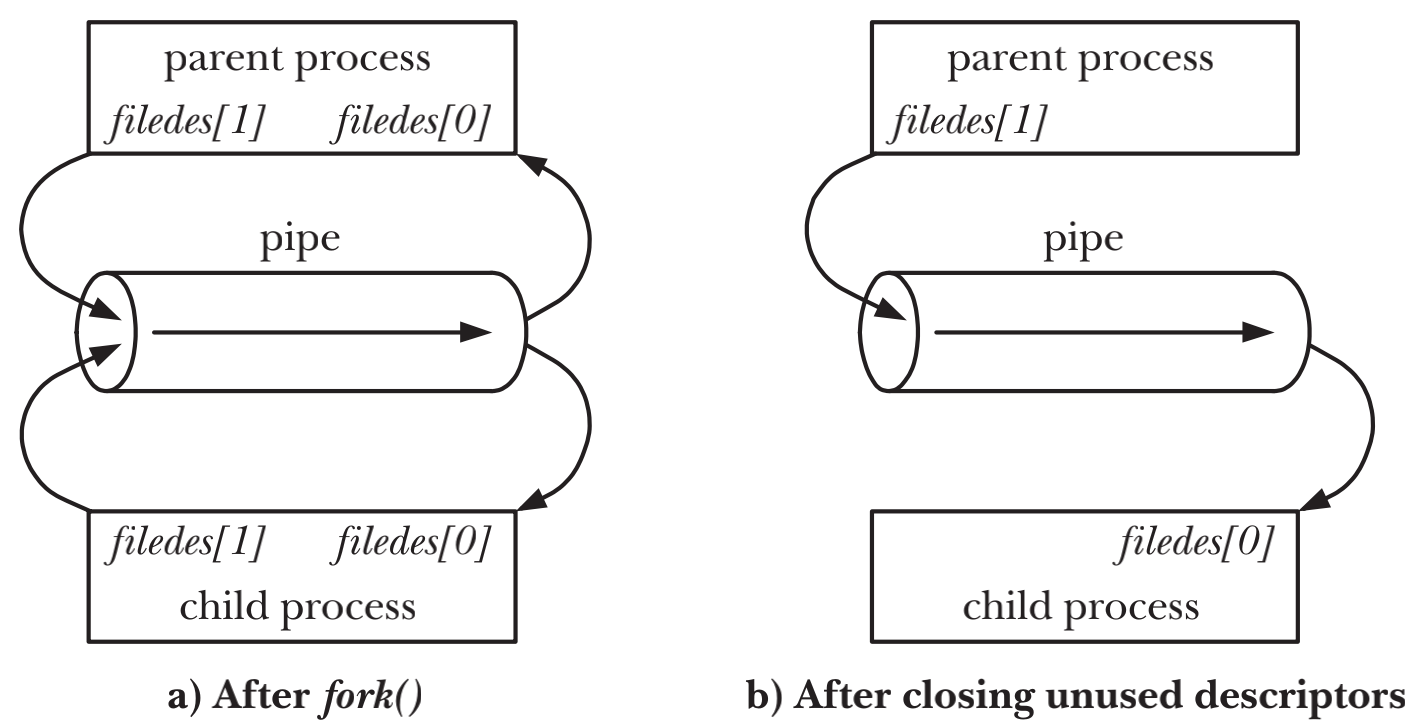 parent process
filedes[1] filedes[0]
pipe
filedes[1] filedes[0]
child process
a) After fork()
parent process
filedes[1]
pipe
filedes[0]
child process
b) After closing unused descriptors